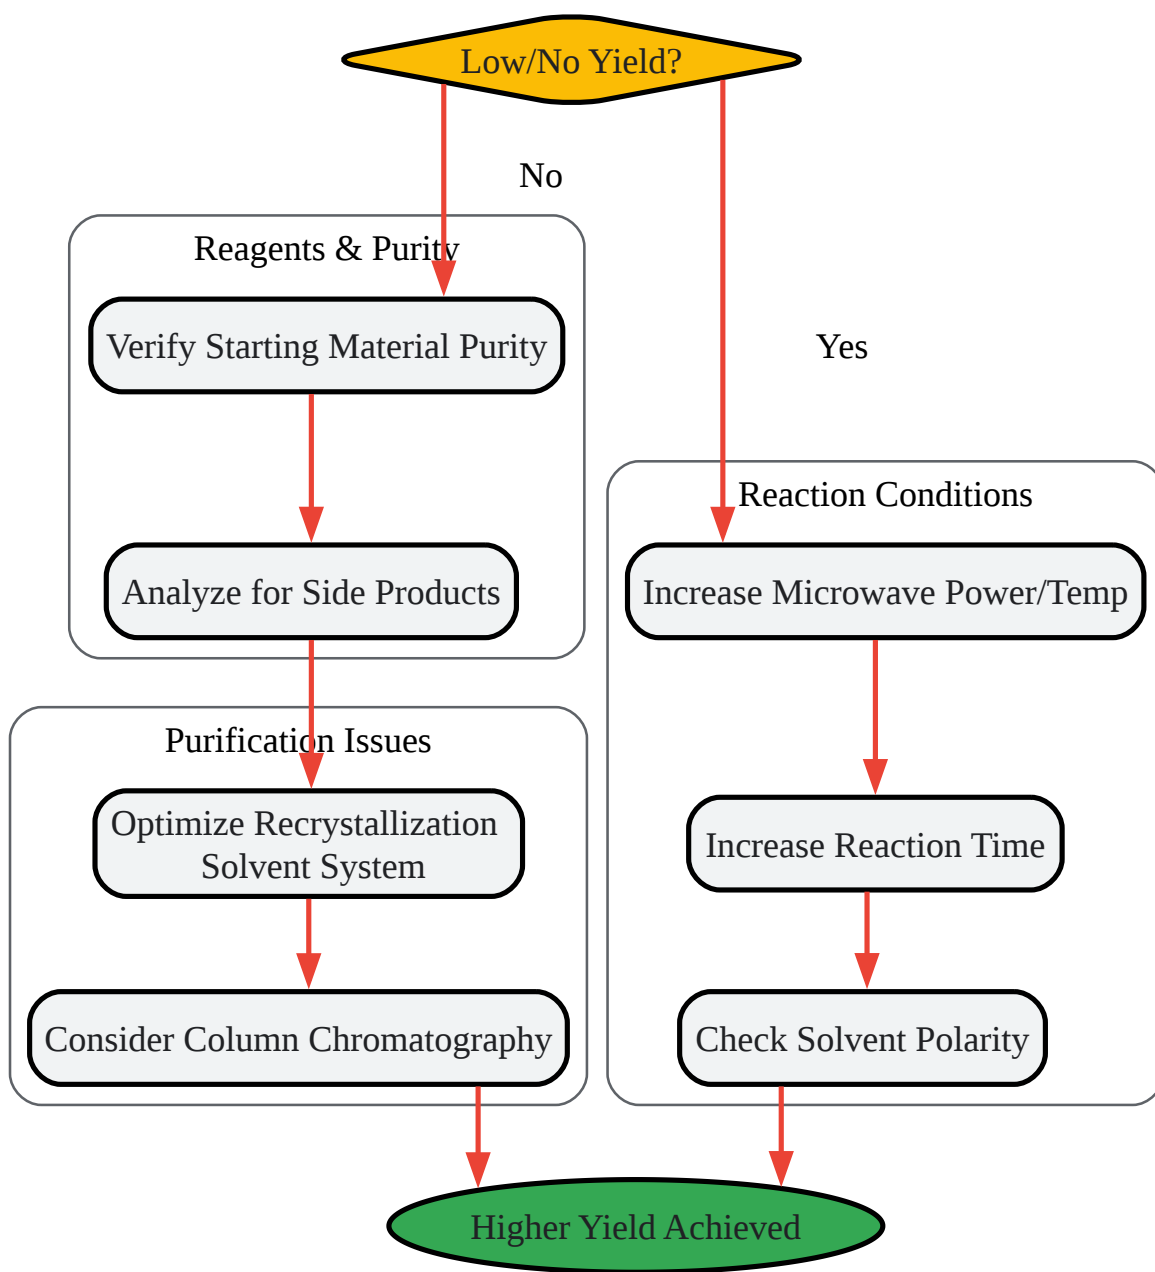 Low/No Yield?
No
Reagents & Purity
Verify Starting Material Purity
Yes
Analyze for Side Products
Reaction Conditions
Increase Microwave Power/Temp
Purification Issues
Optimize Recrystallization
Solvent System
Increase Reaction Time
Consider Column Chromatography
Check Solvent Polarity
Higher Yield Achieved